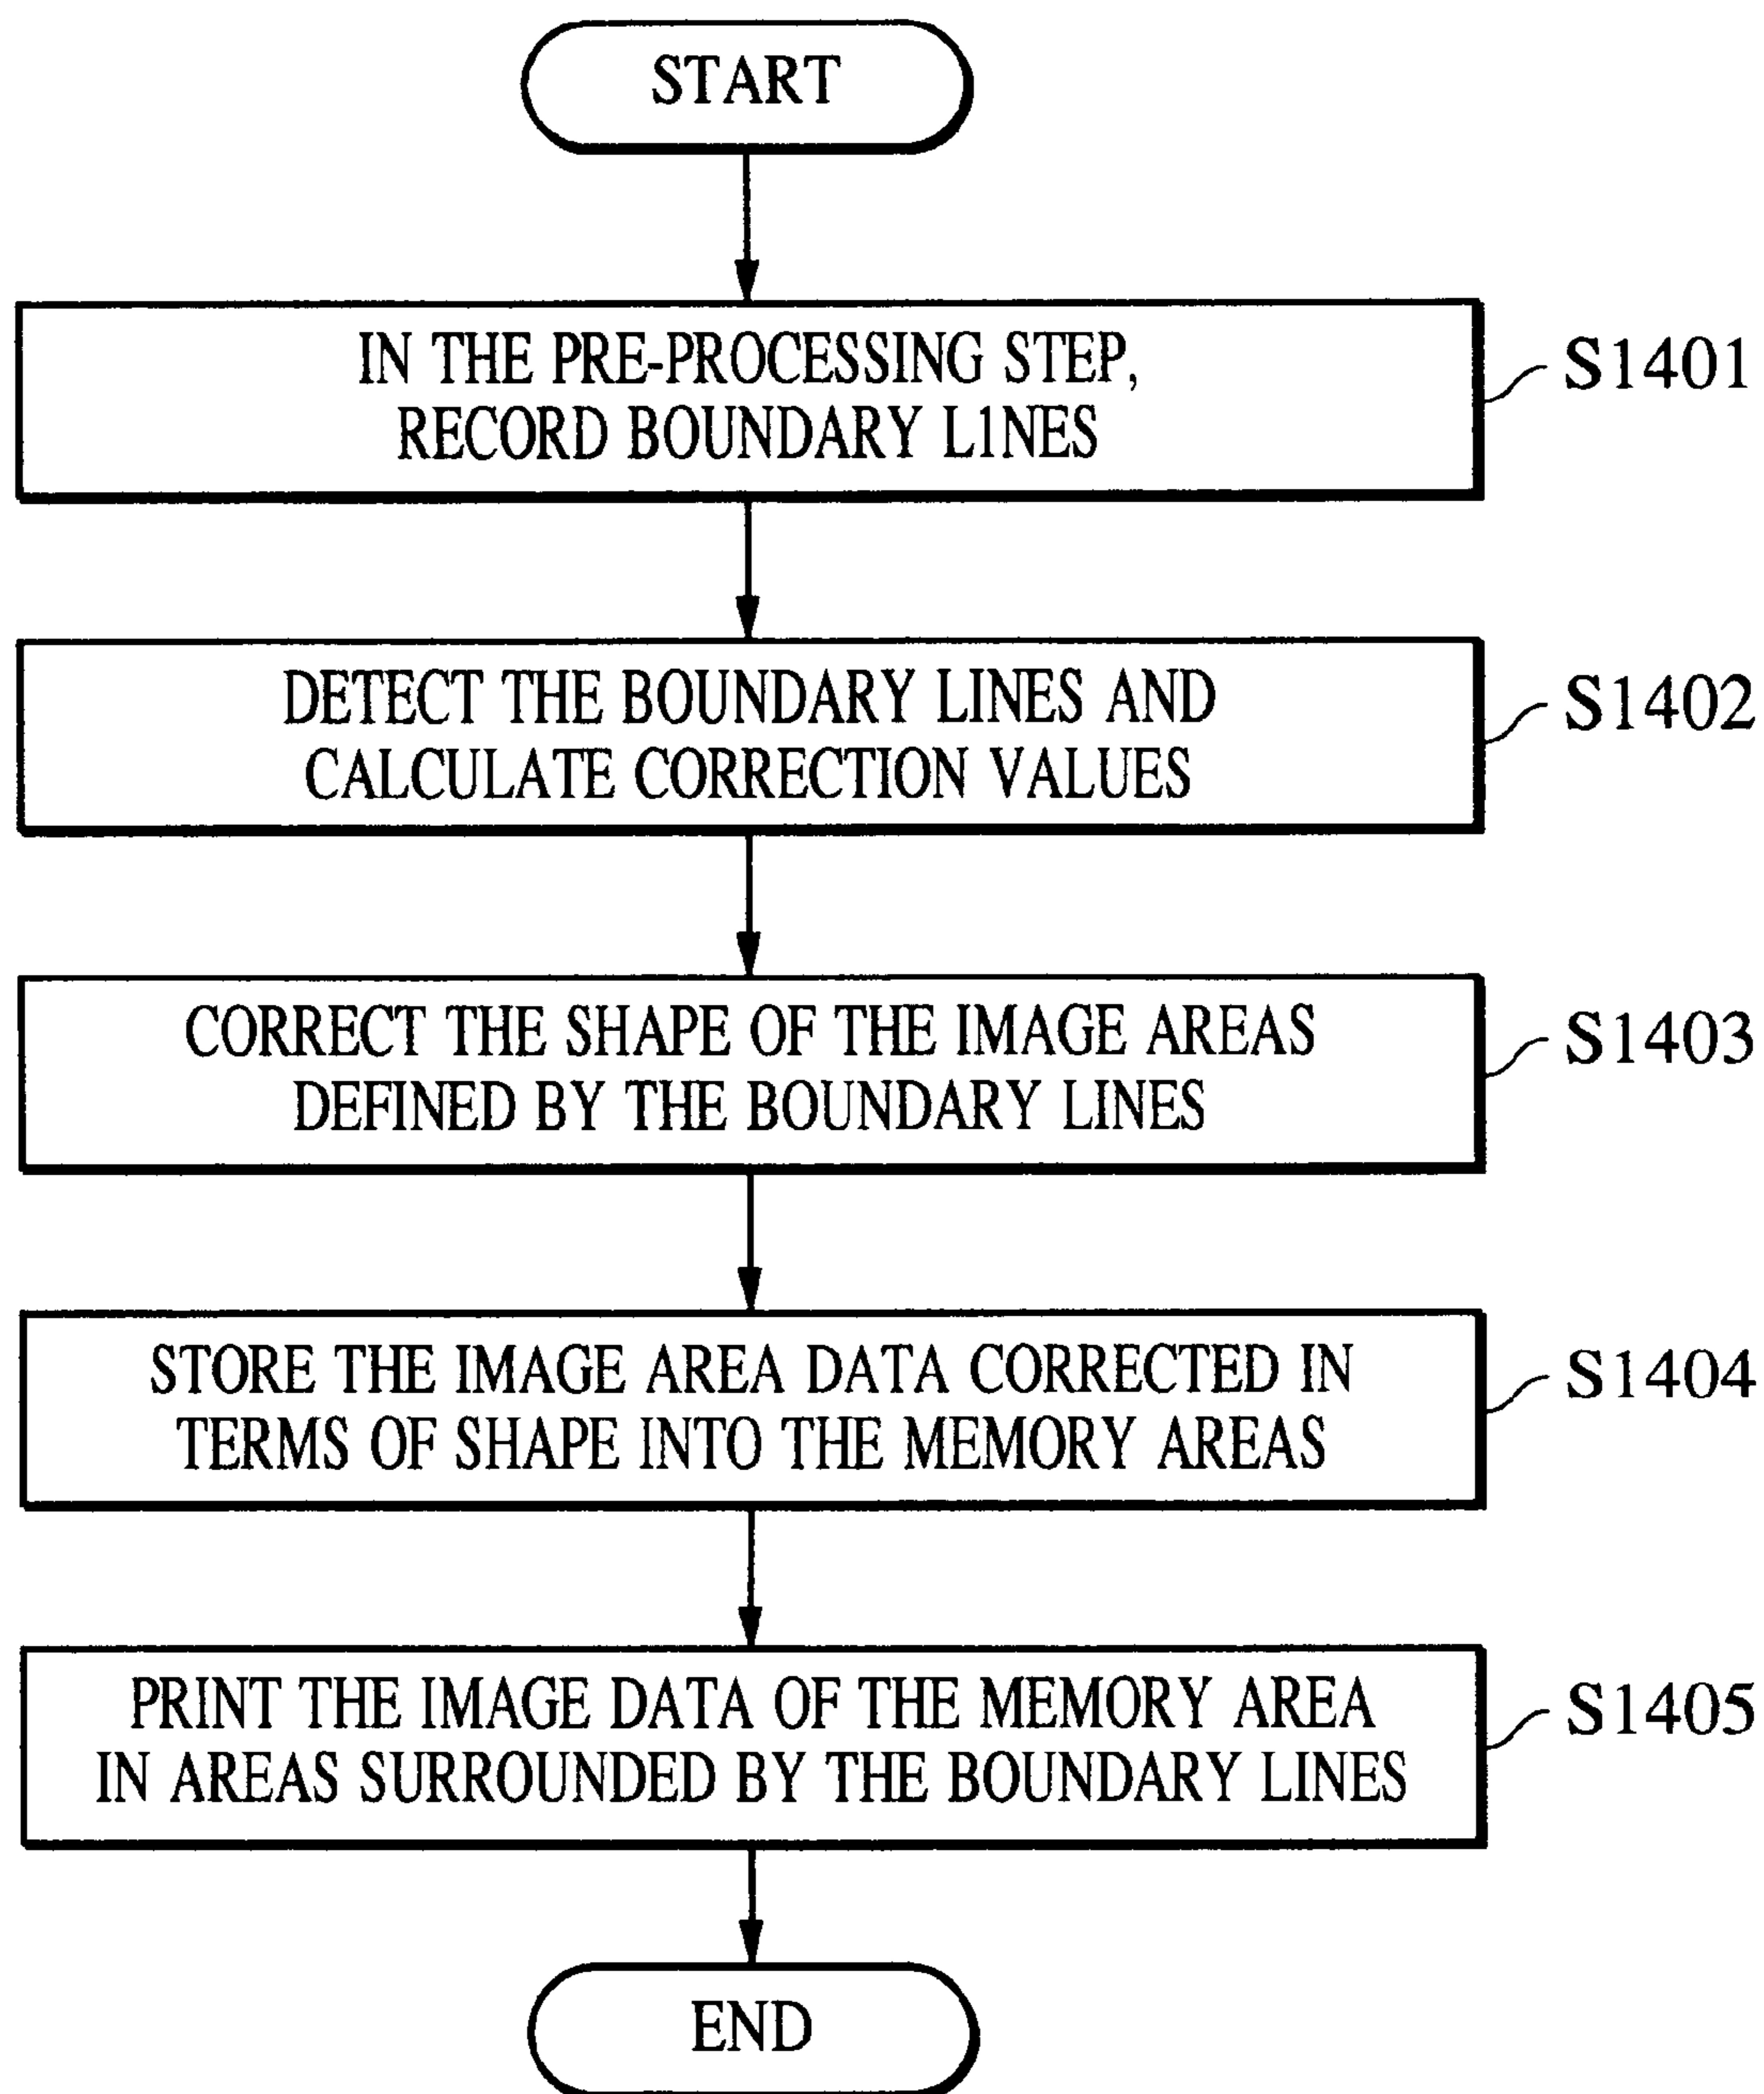 START
IN THE PRE-PROCESSING STEP,
RECORD BOUNDARY L1NES
S1401
DETECT THE BOUNDARY LINES AND
CALCULATE CORRECTION VALUES
S1402
CORRECT THE SHAPE OF THE IMAGE AREAS
DEFINED BY THE BOUNDARY LINES
S1403
STORE THE IMAGE AREA DATA CORRECTED IN
TERMS OF SHAPE INTO THE MEMORY AREAS
S1404
PRINT THE IMAGE DATA OF THE MEMORY AREA
IN AREAS SURROUNDED BY THE BOUNDARY LINES
S1405
END